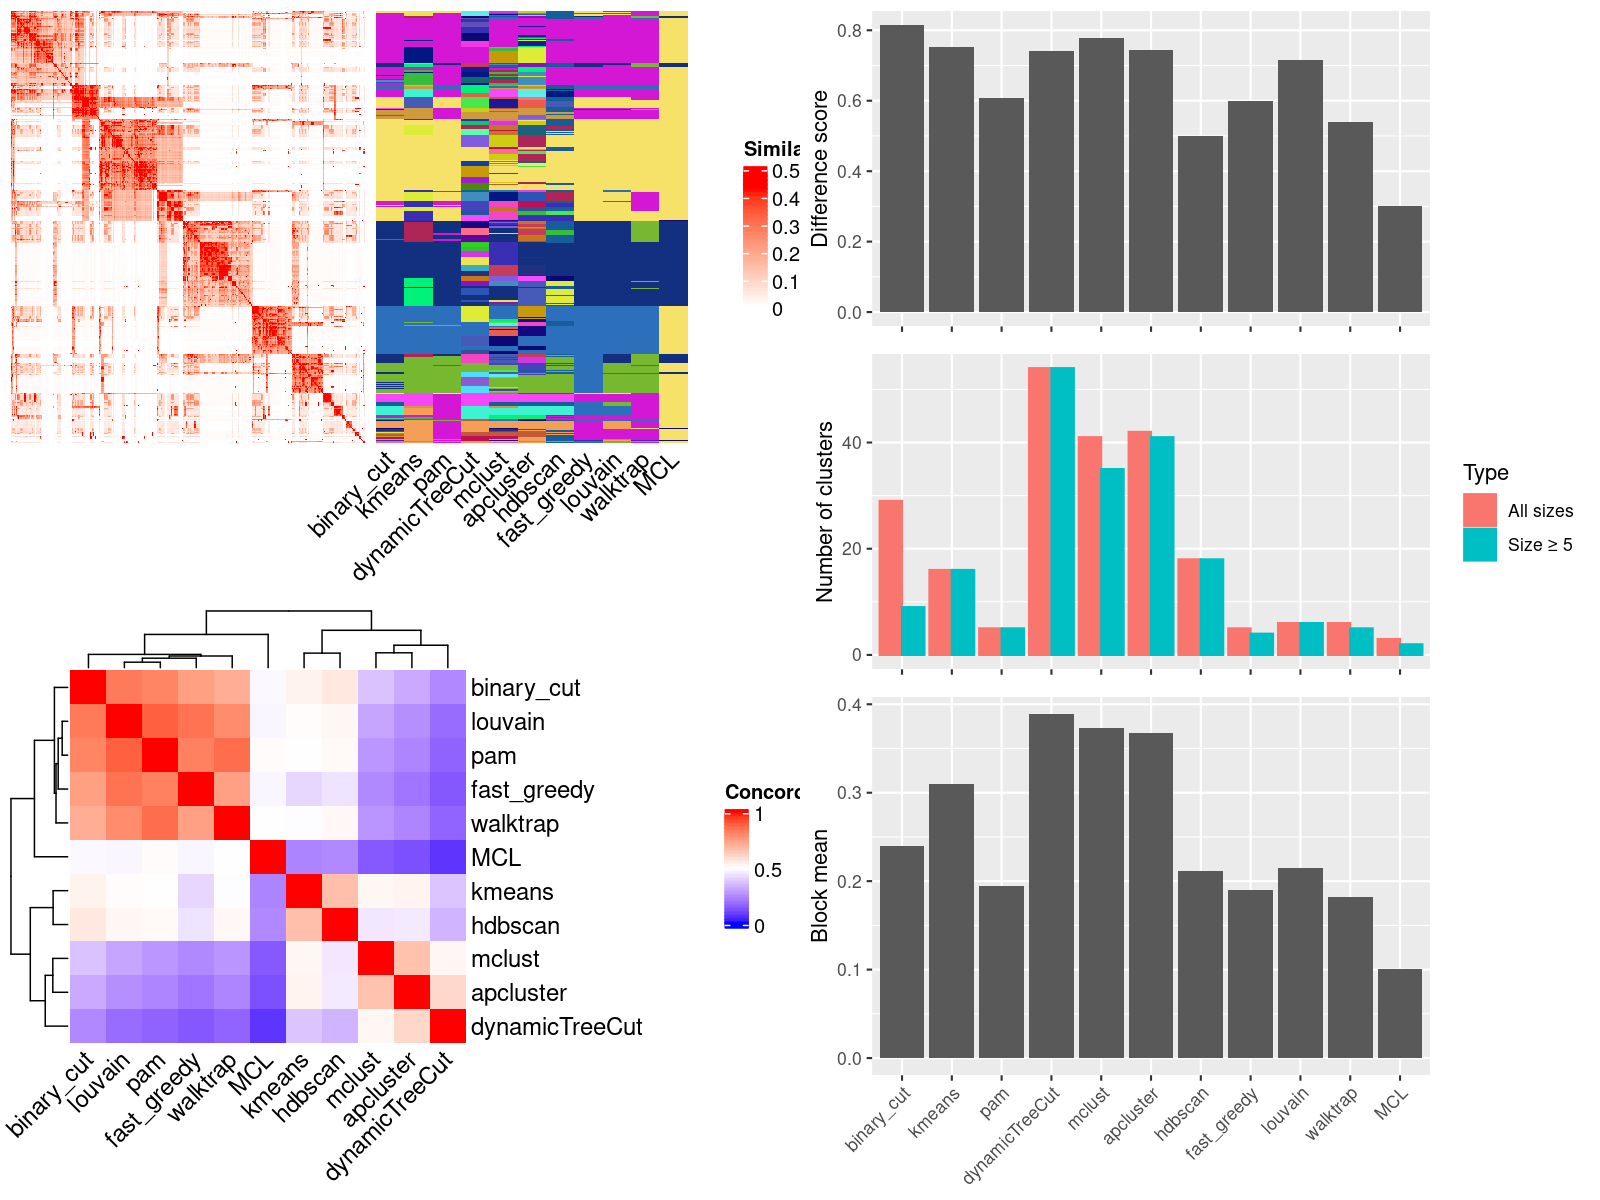 Simila
0.5
0.4
0.3
0.2
0.1
0
binary_cut
kmeans
pam
dynamicTreeCut
mclust
apcluster
hdbscan
fast_greedy
louvain
walktrap
MCL
binary_cut
louvain
pam
fast_greedy
walktrap
MCL
kmeans
hdbscan
mclust
apcluster
dynamicTreeCut
binary_cut
louvain
pam
fast_greedy
walktrap
MCL
kmeans
hdbscan
mclust
apcluster
dynamicTreeCut
Concord
1
0.5
0
Difference score
0.8
0.6
0.4
0.2
0.0
Number of clusters
40
20
0
Type
All sizes
Size ≥ 5
Block mean
0.4
0.3
0.2
0.1
0.0
binary_cut
kmeans
pam
dynamicTreeCut
mclust
apcluster
hdbscan
fast_greedy
louvain
walktrap
MCL